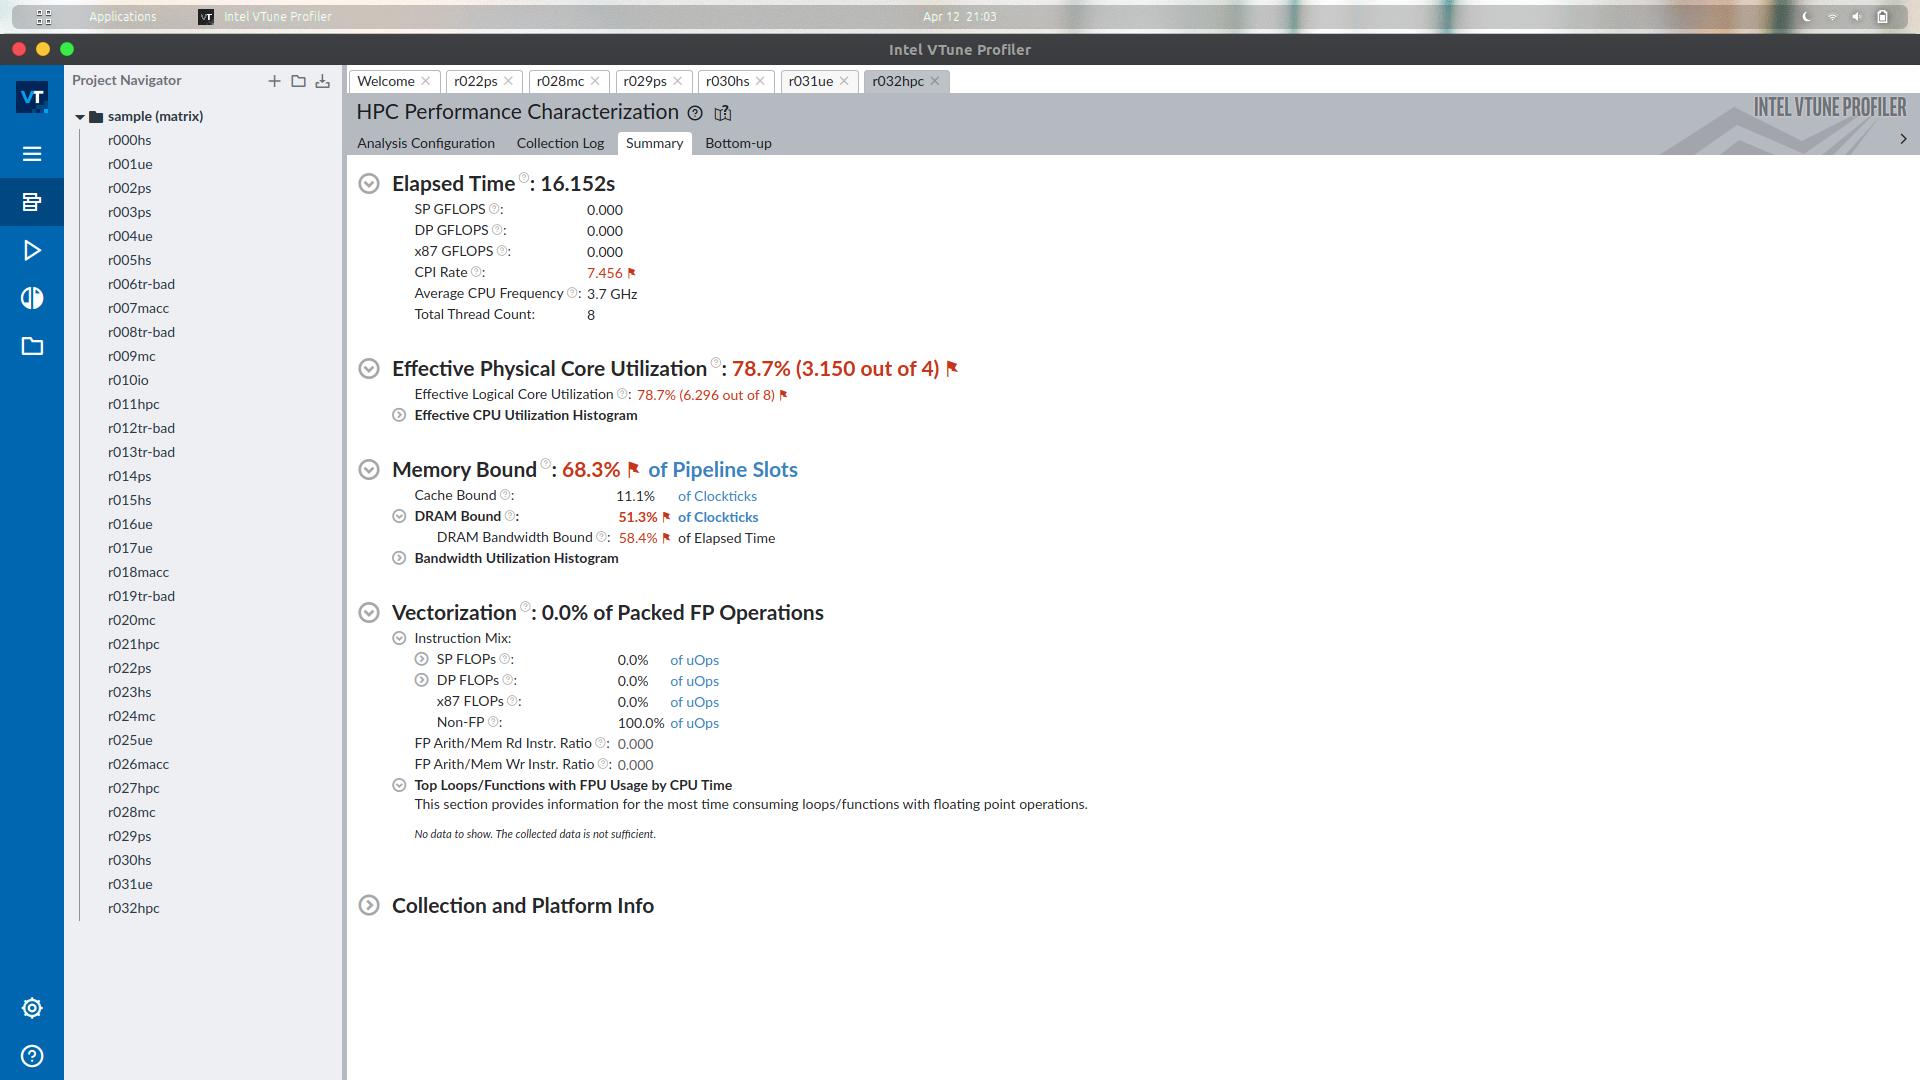 Applications
VT Intel VTune Profiler
Apr 12 21:03
Intel VTune Profiler
VT
Project Navigator
sample (matrix)
r000hs
r001ue
r002ps
r003ps
r004ue
r005hs
r006tr-bad
r007macc
r008tr-bad
r009mc
r010io
r011hpc
r012tr-bad
r013tr-bad
r014ps
r015hs
r016ue
r017ue
r018macc
r019tr-bad
r020mc
r021hpc
r022ps
r023hs
r024mc
r025ue
r026macc
r027hpc
r028mc
r029ps
r030hs
r031ue
r032hpc
Welcome r022ps r028mc r029ps r030hs r031ue r032hpc
HPC Performance Characterization
INTEL VTUNE PROFILER
Analysis Configuration Collection Log Summary Bottom-up
Elapsed Time : 16.152s
SP GFLOPS : 0.000
DP GFLOPS : 0.000
x87 GFLOPS : 0.000
CPI Rate : 7.456
Average CPU Frequency : 3.7 GHz
Total Thread Count: 8
Effective Physical Core Utilization : 78.7% (3.150 out of 4)
Effective Logical Core Utilization : 78.7% (6.296 out of 8)
Effective CPU Utilization Histogram
Memory Bound : 68.3% of Pipeline Slots
Cache Bound : 11.1% of Clockticks
DRAM Bound : 51.3% of Clockticks
DRAM Bandwidth Bound : 58.4% of Elapsed Time
Bandwidth Utilization Histogram
Vectorization : 0.0% of Packed FP Operations
Instruction Mix:
SP FLOPs : 0.0% of uOps
DP FLOPs : 0.0% of uOps
x87 FLOPs : 0.0% of uOps
Non-FP : 100.0% of uOps
FP Arith/Mem Rd Instr. Ratio : 0.000
FP Arith/Mem Wr Instr. Ratio : 0.000
Top Loops/Functions with FPU Usage by CPU Time
This section provides information for the most time consuming loops/functions with floating point operations.
No data to show. The collected data is not sufficient.
Collection and Platform Info